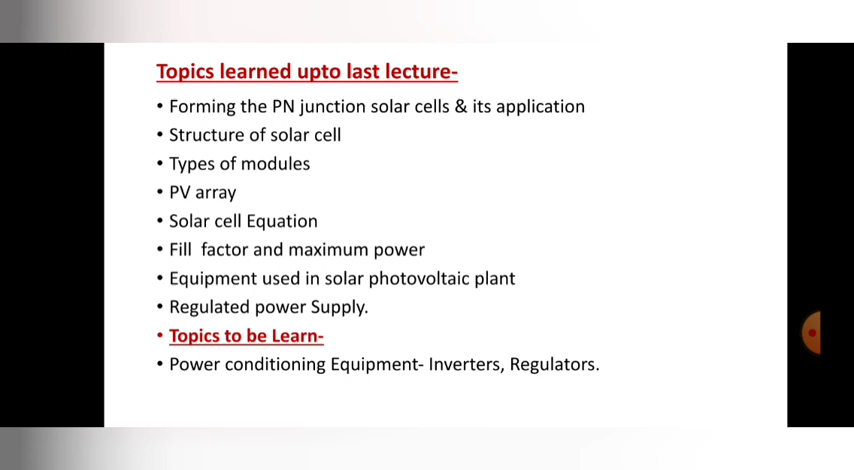 Topics learned upto last lecture-
• Forming the PN junction solar cells & its application
• Structure of solar cell
• Types of modules
• PV array
• Solar cell Equation
• Fill factor and maximum power
• Equipment used in solar photovoltaic plant
• Regulated power Supply.
• Topics to be Learn-
• Power conditioning Equipment- Inverters, Regulators.